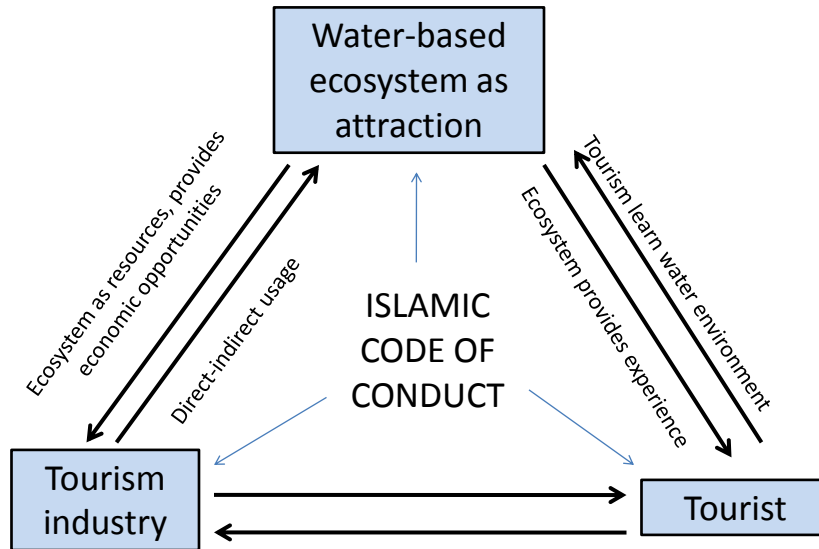 Water-based
ecosystem as
attraction
Ecosystem as resources, provides
economic opportunities
Direct-indirect usage
Tourism learn water environment
Ecosystem provides experience
ISLAMIC
CODE OF
CONDUCT
Tourism
industry
Tourist